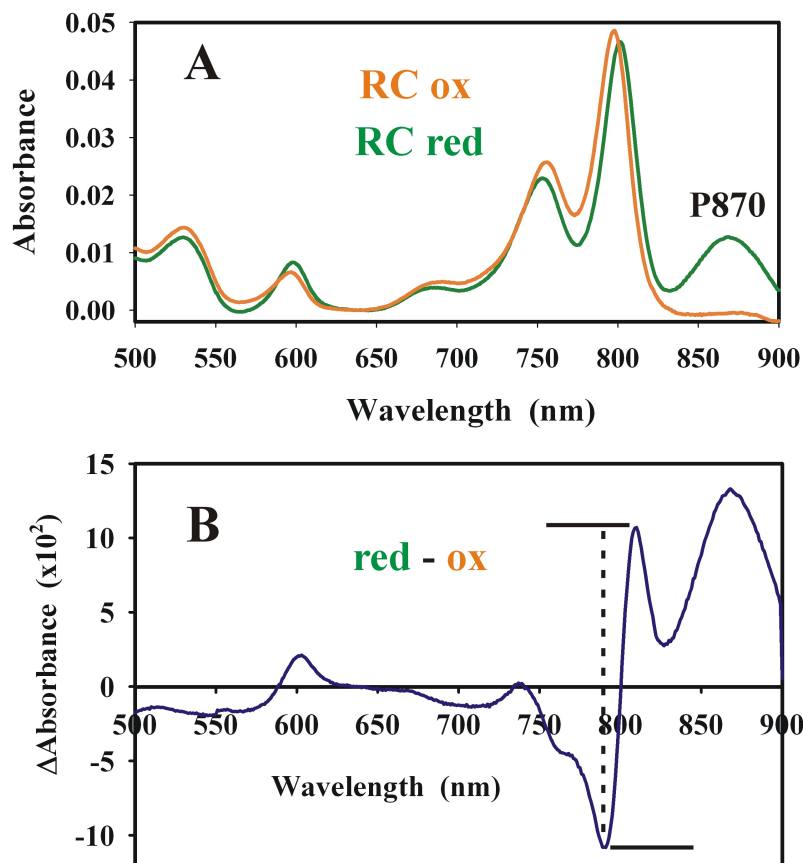 0.05
A
0.04
RC ox
0.03
RC red
0.02
P870
0.01
0.00
Absorbance
500 550 600 650 700 750 800 850 900
Wavelength (nm)
15
B
10
red - ox
5
0
500 550 600 650 700 750 800 850 900
-5
Wavelength (nm)
-10
ΔAbsorbance (x10²)